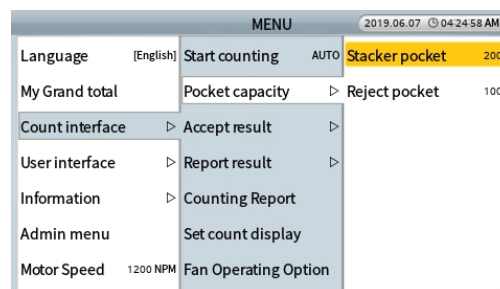 MENU
2019.06.07 04:24:58 AM
Language [English]
My Grand total
Count interface
User interface
Information
Admin menu
Motor Speed 1200 NPM
Start counting AUTO
Pocket capacity
Accept result
Report result
Counting Report
Set count display
Fan Operating Option
Stacker pocket 200
Reject pocket 100